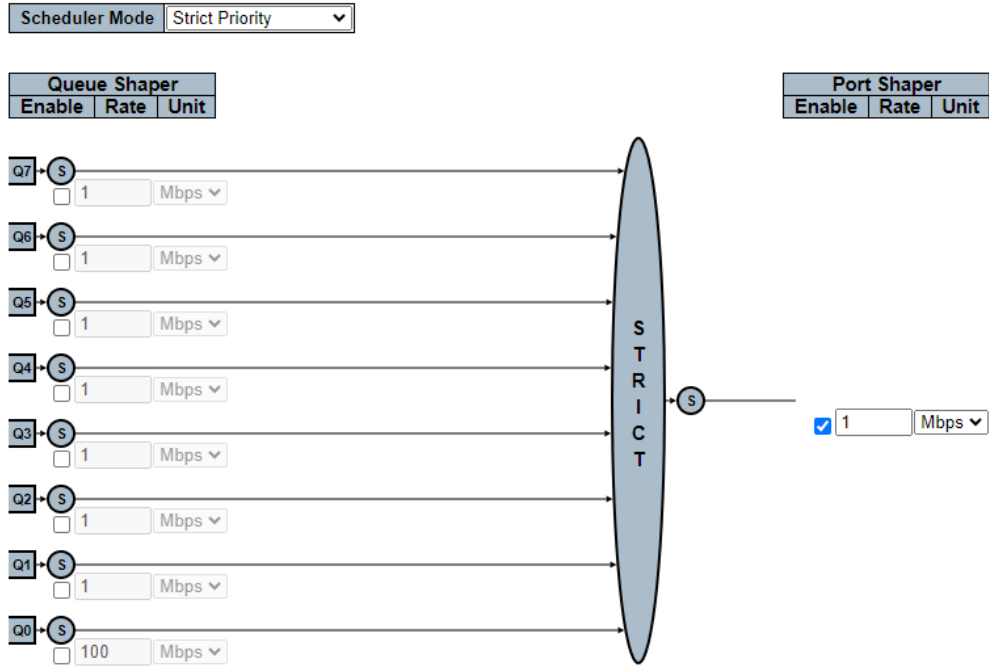 Scheduler Mode Strict Priority
Queue Shaper Port Shaper
Enable Rate Unit Enable Rate Unit
Q7 S
1 Mbps
Q6 S
1 Mbps
Q5 S
1 Mbps
Q4 S
1 Mbps
Q3 S
1 Mbps
Q2 S
1 Mbps
Q1 S
1 Mbps
Q0 S
100 Mbps
S
T
R
I
C
T
S
1 Mbps